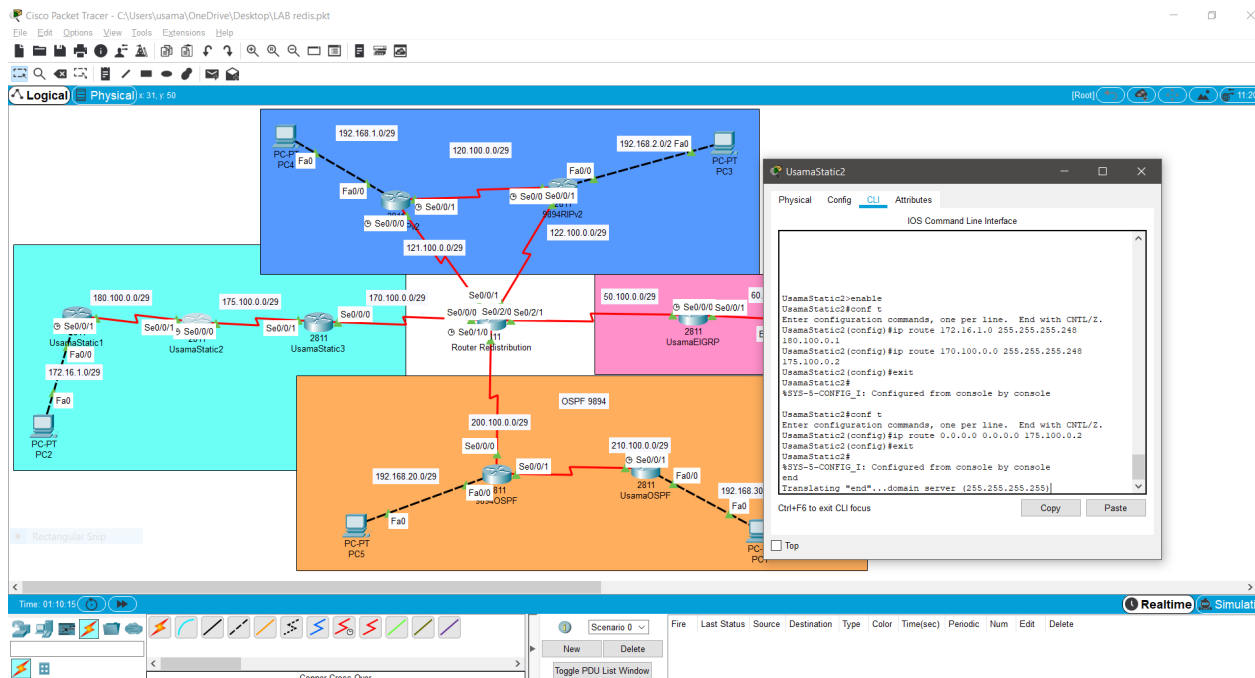 Cisco Packet Tracer - C:\Users\usama\OneDrive\Desktop\LAB redis.pkt
File Edit Options View Tools Extensions Help
Logical Physical x: 31, y: 50
[Root]
11:20
192.168.1.0/29
PC4
Fa0
120.100.0.0/29
192.168.2.0/2 Fa0
PC-PT
PC3
Fa0/0
Fa0/0
Se0/0/1
Se0/0 Se0/0/1
9894RIPv2
Se0/0/0
121.100.0.0/29
122.100.0.0/29
180.100.0.0/29
175.100.0.0/29
170.100.0.0/29
Se0/0/1
50.100.0.0/29
60.
Se0/0/1
Se0/0/1
Se0/0/0
Se0/0/1
Se0/0/0
Se0/0/0 Se0/2/0 Se0/2/1
Se0/1/0
Se0/0/0 Se0/0/1
UsamaStatic1
UsamaStatic2
2811
UsamaStatic3
Router Redistribution
2811
UsamaEIGRP
Fa0/0
172.16.1.0/29
Fa0
PC-PT
PC2
OSPF 9894
200.100.0.0/29
Se0/0/0
210.100.0.0/29
Se0/0/1
Se0/0/1
192.168.20.0/29
Fa0/0
2811
UsamaOSPF
Fa0/0
192.168.30
Fa0
Fa0
PC-PT
PC5
Rectangular Snip
UsamaStatic2
Physical Config CLI Attributes
IOS Command Line Interface
UsamaStatic2>enable
UsamaStatic2#conf t
Enter configuration commands, one per line. End with CNTL/Z.
UsamaStatic2(config)#ip route 172.16.1.0 255.255.255.248
180.100.0.1
UsamaStatic2(config)#ip route 170.100.0.0 255.255.255.248
175.100.0.2
UsamaStatic2(config)#exit
UsamaStatic2#
%SYS-5-CONFIG_I: Configured from console by console
UsamaStatic2#conf t
Enter configuration commands, one per line. End with CNTL/Z.
UsamaStatic2(config)#ip route 0.0.0.0 0.0.0.0 175.100.0.2
UsamaStatic2(config)#exit
UsamaStatic2#
%SYS-5-CONFIG_I: Configured from console by console
end
Translating "end"...domain server (255.255.255.255)
Ctrl+F6 to exit CLI focus
Copy Paste
Top
Time: 01:10:15
Realtime
Scenario 0
New Delete
Toggle PDU List Window
Fire Last Status Source Destination Type Color Time(sec) Periodic Num Edit Delete